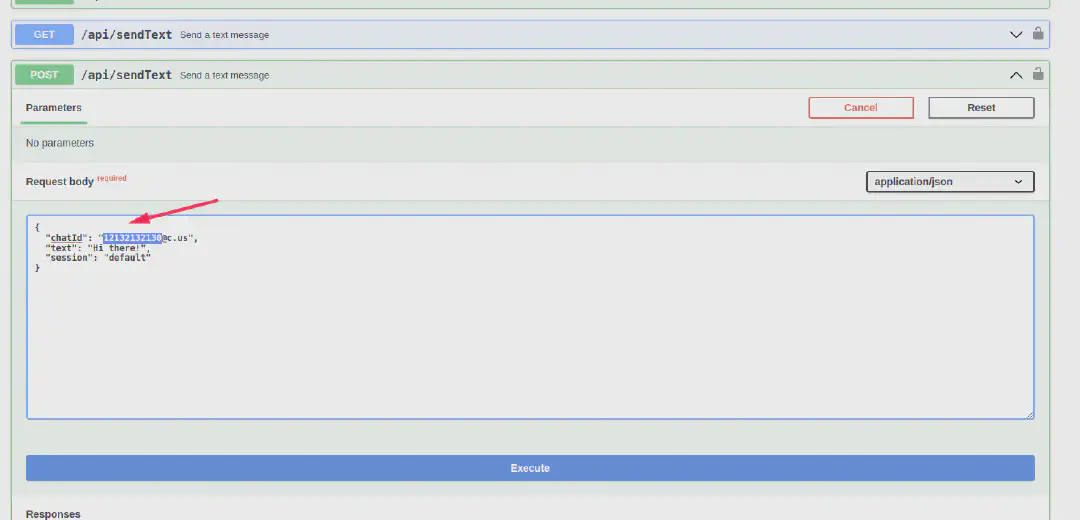 GET /api/sendText Send a text message
POST /api/sendText Send a text message
Parameters
Cancel
Reset
No parameters
Request body required
application/json
{
"chatId": "12132132130@c.us",
"text": "Hi there!",
"session": "default"
}
Execute
Responses